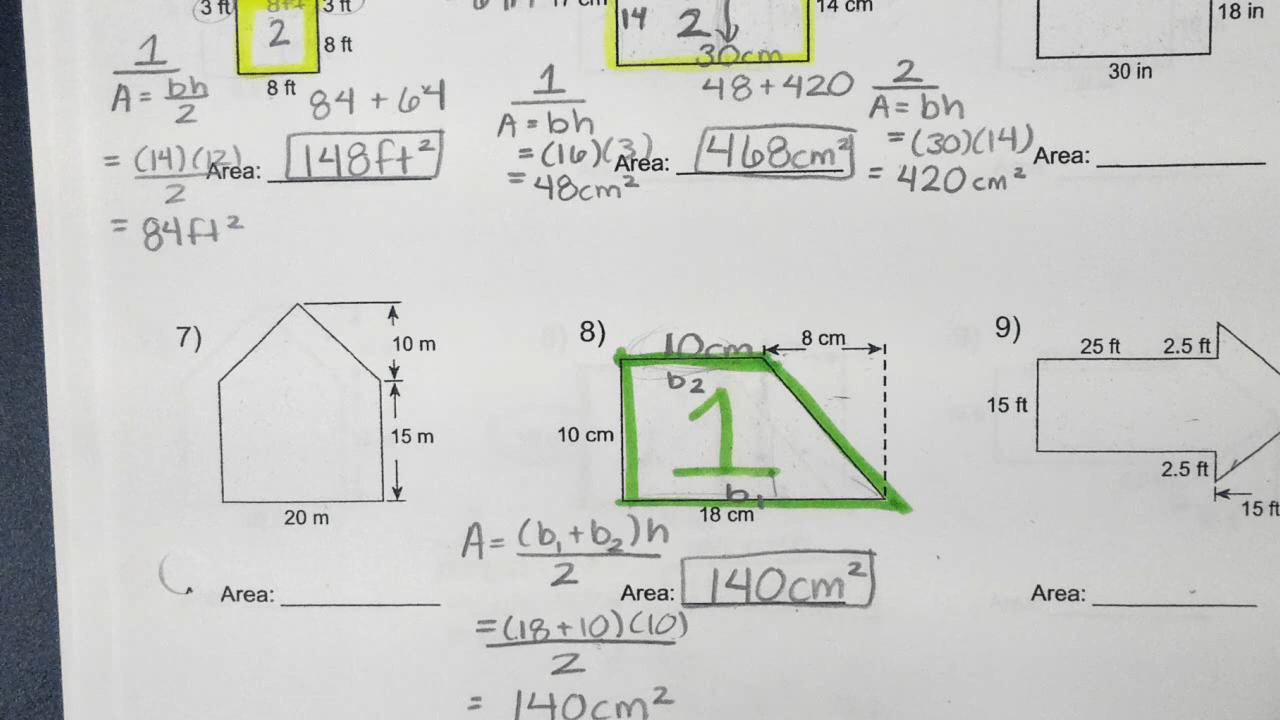 3 ft 8ft 3 ft
2
8 ft
8 ft
1
A = bh
2
84 + 64
= (14)(12)
2
Area: 148ft²
= 84ft²
17 cm
14 2
14 cm
30cm
48+420
1
A = bh
= (16)(3)
Area: 468cm²
= 48cm²
2
A = bh
= (30)(14)
= 420 cm²
18 in
30 in
Area:
7)
10 m
15 m
20 m
Area:
8)
10cm 8 cm
b2
10 cm
1
b1
18 cm
A = (b1+b2)h
2
Area: 140cm²
= (18+10)(10)
2
= 140cm²
9)
25 ft 2.5 ft
15 ft
2.5 ft
15 ft
Area: